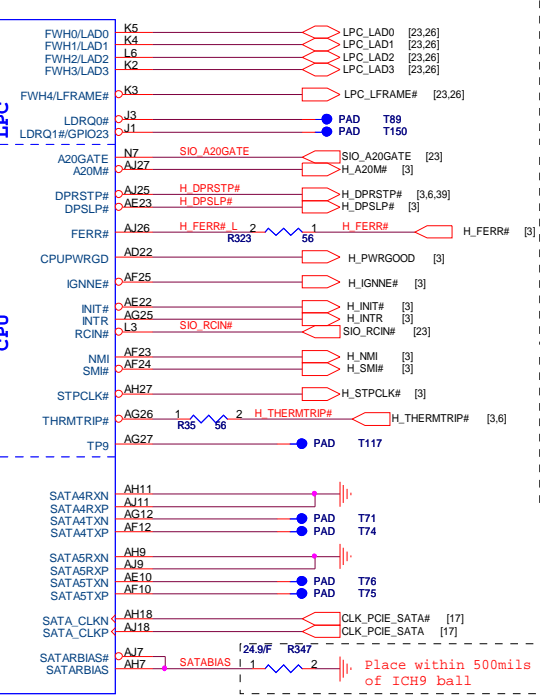 FWH0/LAD0 K5 LPC_LAD0 [23,26]
FWH1/LAD1 K4 LPC_LAD1 [23,26]
FWH2/LAD2 L6 LPC_LAD2 [23,26]
FWH3/LAD3 K2 LPC_LAD3 [23,26]
FWH4/LFRAME# K3 LPC_LFRAME# [23,26]
LPC
LDRQ0# J3 PAD T89
LDRQ1#/GPIO23 J1 PAD T150
A20GATE N7 SIO_A20GATE SIO_A20GATE [23]
A20M# AJ27 H_A20M# [3]
DPRSTP# AJ25 H_DPRSTP# H_DPRSTP# [3,6,39]
DPSLP# AE23 H_DPSLP# H_DPSLP# [3]
FERR# AJ26 H_FERR#_L 2 1 H_FERR# H_FERR# [3]
R323 56
CPUPWRGD AD22 H_PWRGOOD [3]
IGNNE# AF25 H_IGNNE# [3]
INIT# AE22 H_INIT# [3]
INTR AG25 H_INTR [3]
RCIN# L3 SIO_RCIN# SIO_RCIN# [23]
CPU
NMI AF23 H_NMI [3]
SMI# AF24 H_SMI# [3]
STPCLK# AH27 H_STPCLK# [3]
THRMTRIP# AG26 1 2 H_THERMTRIP# H_THERMTRIP# [3,6]
R35 56
TP9 AG27 PAD T117
SATA4RXN AH11
SATA4RXP AJ11
SATA4TXN AG12 PAD T71
SATA4TXP AF12 PAD T74
SATA5RXN AH9
SATA5RXP AJ9
SATA5TXN AE10 PAD T76
SATA5TXP AF10 PAD T75
SATA_CLKN AH18 CLK_PCIE_SATA# [17]
SATA_CLKP AJ18 CLK_PCIE_SATA [17]
24.9/F R347
SATARBIAS# AJ7
SATARBIAS AH7 SATABIAS 1 2
Place within 500mils
of ICH9 ball